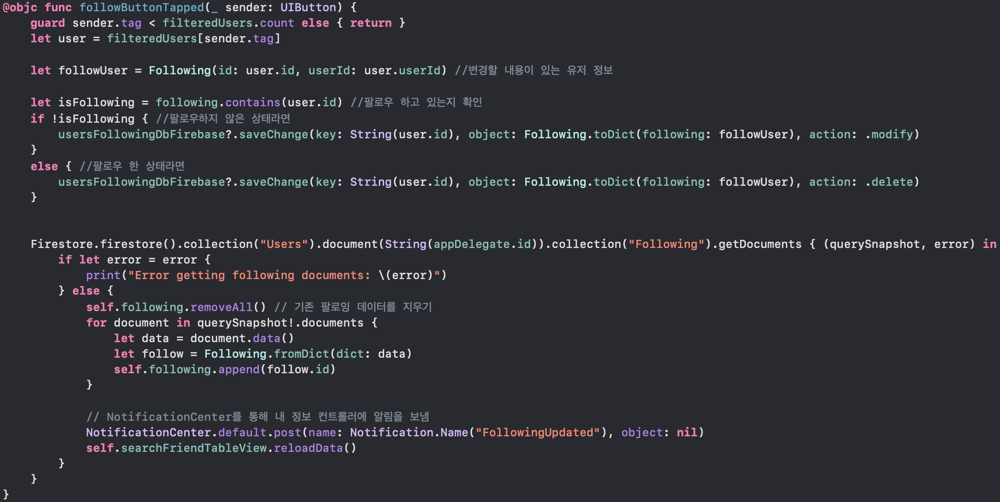 @objc func followButtonTapped(_ sender: UIButton) {
    guard sender.tag < filteredUsers.count else { return }
    let user = filteredUsers[sender.tag]

    let followUser = Following(id: user.id, userId: user.userId) //변경할 내용이 있는 유저 정보

    let isFollowing = following.contains(user.id) //팔로우 하고 있는지 확인
    if !isFollowing { //팔로우하지 않은 상태라면
        usersFollowingDbFirebase?.saveChange(key: String(user.id), object: Following.toDict(following: followUser), action: .modify)
    }
    else { //팔로우 한 상태라면
        usersFollowingDbFirebase?.saveChange(key: String(user.id), object: Following.toDict(following: followUser), action: .delete)
    }

    Firestore.firestore().collection("Users").document(String(appDelegate.id)).collection("Following").getDocuments { (querySnapshot, error) in
        if let error = error {
            print("Error getting following documents: \(error)")
        } else {
            self.following.removeAll() // 기존 팔로잉 데이터를 지우기
            for document in querySnapshot!.documents {
                let data = document.data()
                let follow = Following.fromDict(dict: data)
                self.following.append(follow.id)
            }

            // NotificationCenter를 통해 내 정보 컨트롤러에 알림을 보냄
            NotificationCenter.default.post(name: Notification.Name("FollowingUpdated"), object: nil)
            self.searchFriendTableView.reloadData()
        }
    }
}